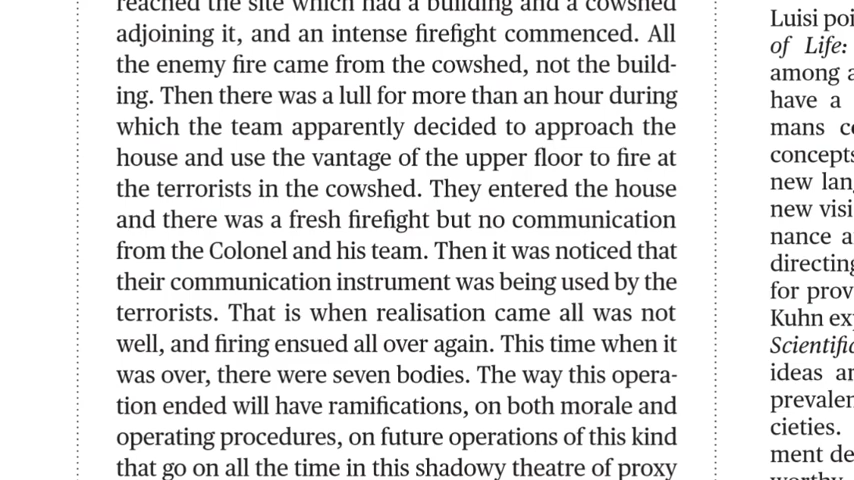 reached the site which had a building and a cowshed
adjoining it, and an intense firefight commenced. All
the enemy fire came from the cowshed, not the build-
ing. Then there was a lull for more than an hour during
which the team apparently decided to approach the
house and use the vantage of the upper floor to fire at
the terrorists in the cowshed. They entered the house
and there was a fresh firefight but no communication
from the Colonel and his team. Then it was noticed that
their communication instrument was being used by the
terrorists. That is when realisation came all was not
well, and firing ensued all over again. This time when it
was over, there were seven bodies. The way this opera-
tion ended will have ramifications, on both morale and
operating procedures, on future operations of this kind
that go on all the time in this shadowy theatre of proxy
Luisi poi
of Life:
among a
have a
mans c
concepts
new lan
new visi
nance a
directing
for prov
Kuhn ex
Scientific
ideas an
prevalen
cieties.
ment de
worthy